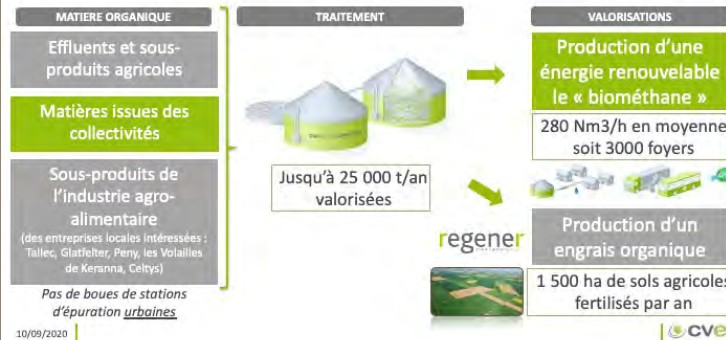 MATIERE ORGANIQUE
Effluents et sous-
produits agricoles
Matières issues des
collectivités
Sous-produits de
l'industrie agro-
alimentaire
(des entreprises locales intéressées :
Tallec, Glatfelter, Peny, les Volailles
de Keranna, Celtys)
Pas de boues de stations
d'épuration urbaines
10/09/2020
TRAITEMENT
Jusqu'à 25 000 t/an
valorisées
regener
VALORISATIONS
Production d'une
énergie renouvelable
le « biométhane »
280 Nm3/h en moyenne
soit 3000 foyers
Production d'un
engrais organique
1 500 ha de sols agricoles
fertilisés par an
cve